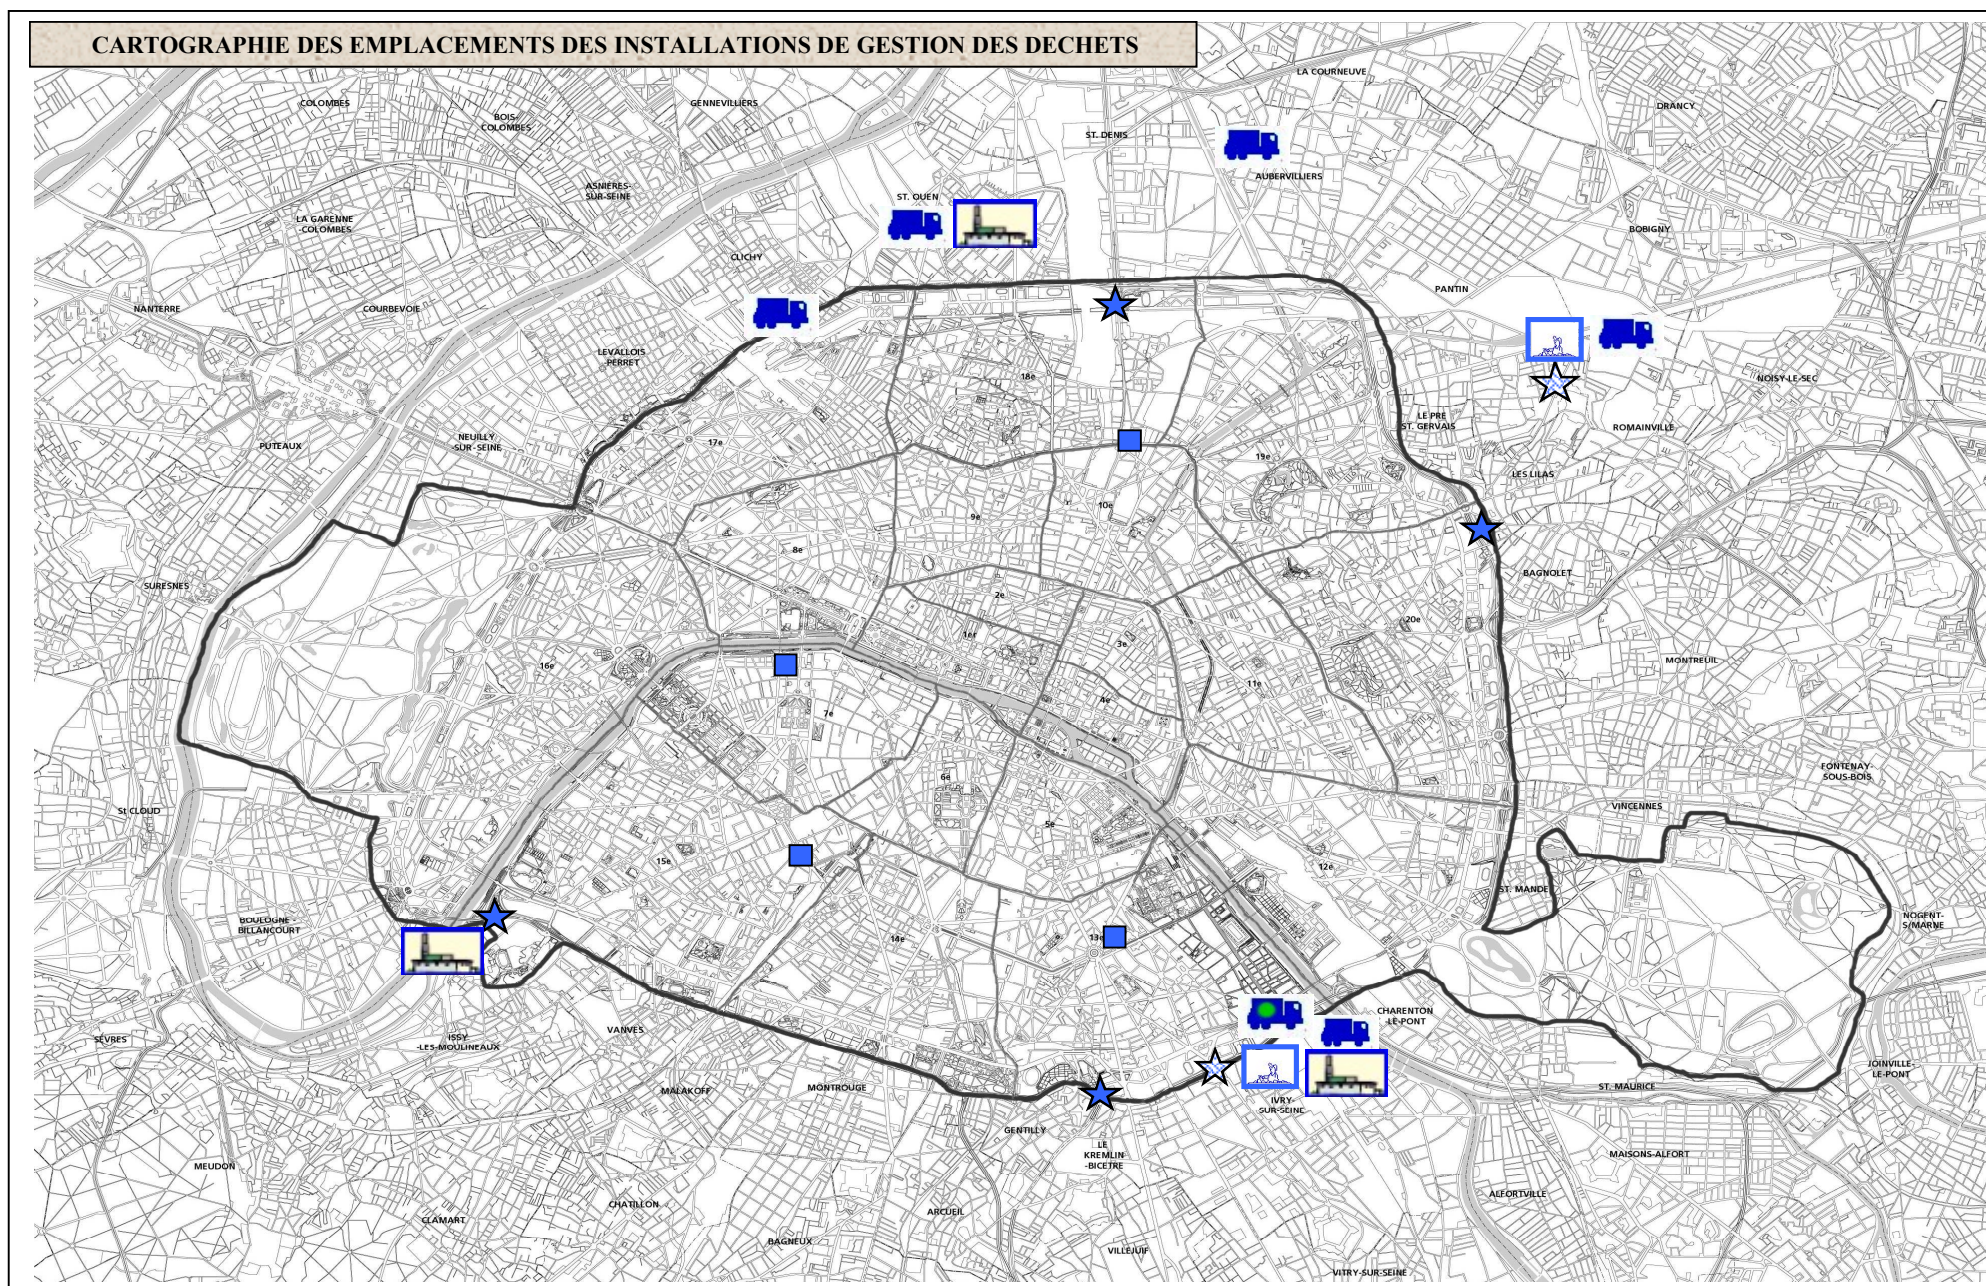 CARTOGRAPHIE DES EMPLACEMENTS DES INSTALLATIONS DE GESTION DES DECHETS
LA COURNEUVE
COLOMBES
GENNEVILLIERS
DRANCY
BOIS-
COLOMBES
ST. DENIS
AUBERVILLIERS
ASNIERES-
SUR-SEINE
ST. OUEN
LA GARENNE
-COLOMBES
BOBIGNY
CLICHY
PANTIN
NANTERRE
COURBEVOIE
LEVALLOIS
-PERRET
18e
NOISY-LE-SEC
LE PRE
ST. GERVAIS
ROMAINVILLE
PUTEAUX
NEUILLY
-SUR-SEINE
17e
19e
LES LILAS
10e
9e
8e
BAGNOLET
SURESNES
2e
20e
1er
3e
16e
MONTREUIL
11e
4e
7e
FONTENAY-
SOUS-BOIS
6e
VINCENNES
St CLOUD
5e
15e
12e
ST. MANDE
BOULOGNE -
BILLANCOURT
NOGENT-
S/MARNE
14e
13e
CHARENTON
-LE-PONT
VANVES
SEVRES
ISSY
-LES-MOULINEAUX
JOINVILLE-
LE-PONT
MALAKOFF
MONTROUGE
ST. MAURICE
IVRY-
SUR-SEINE
GENTILLY
LE
KREMLIN
-BICETRE
MAISONS-ALFORT
MEUDON
ALFORTVILLE
CHATILLON
ARCUEIL
CLAMART
BAGNEUX
VILLEJUIF
VITRY-SUR-SEINE